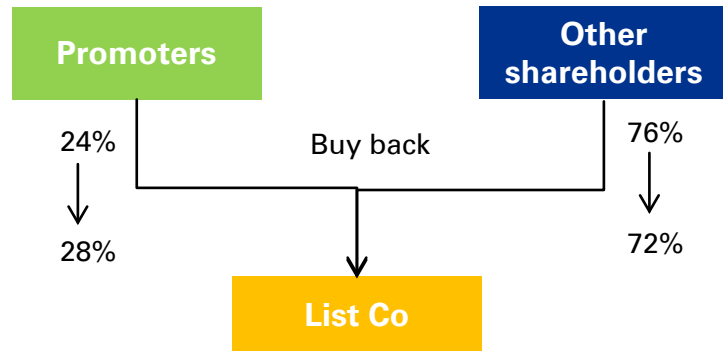 Promoters
Other
shareholders
24%
Buy back
76%
28%
72%
List Co